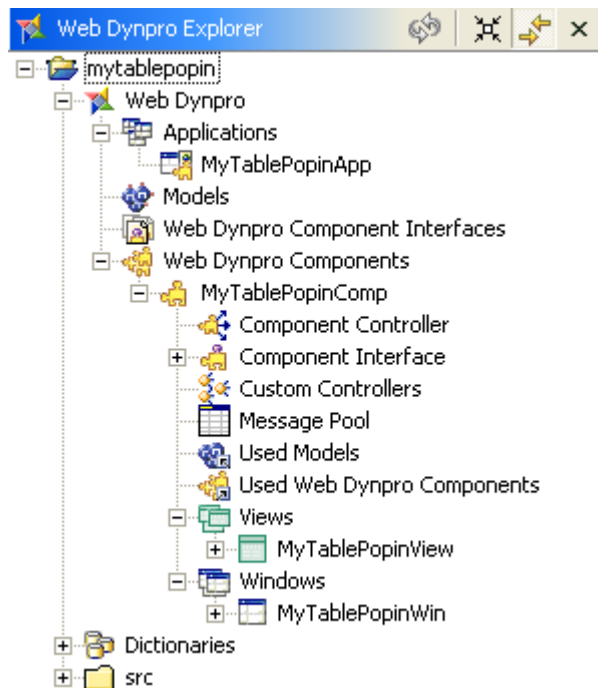 Web Dynpro Explorer
mytablepopin
Web Dynpro
Applications
MyTablePopinApp
Models
Web Dynpro Component Interfaces
Web Dynpro Components
MyTablePopinComp
Component Controller
Component Interface
Custom Controllers
Message Pool
Used Models
Used Web Dynpro Components
Views
MyTablePopinView
Windows
MyTablePopinWin
Dictionaries
src